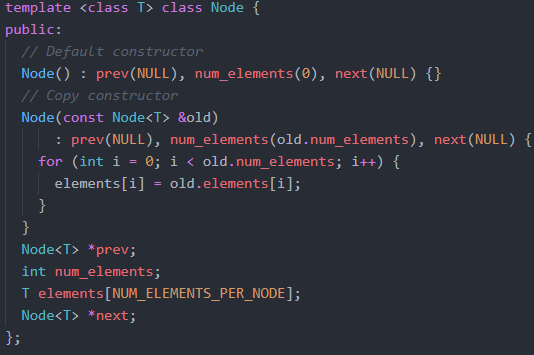 template <class T> class Node {
public:
  // Default constructor
  Node() : prev(NULL), num_elements(0), next(NULL) {}
  // Copy constructor
  Node(const Node<T> &old)
      : prev(NULL), num_elements(old.num_elements), next(NULL) {
    for (int i = 0; i < old.num_elements; i++) {
      elements[i] = old.elements[i];
    }
  }
  Node<T> *prev;
  int num_elements;
  T elements[NUM_ELEMENTS_PER_NODE];
  Node<T> *next;
};